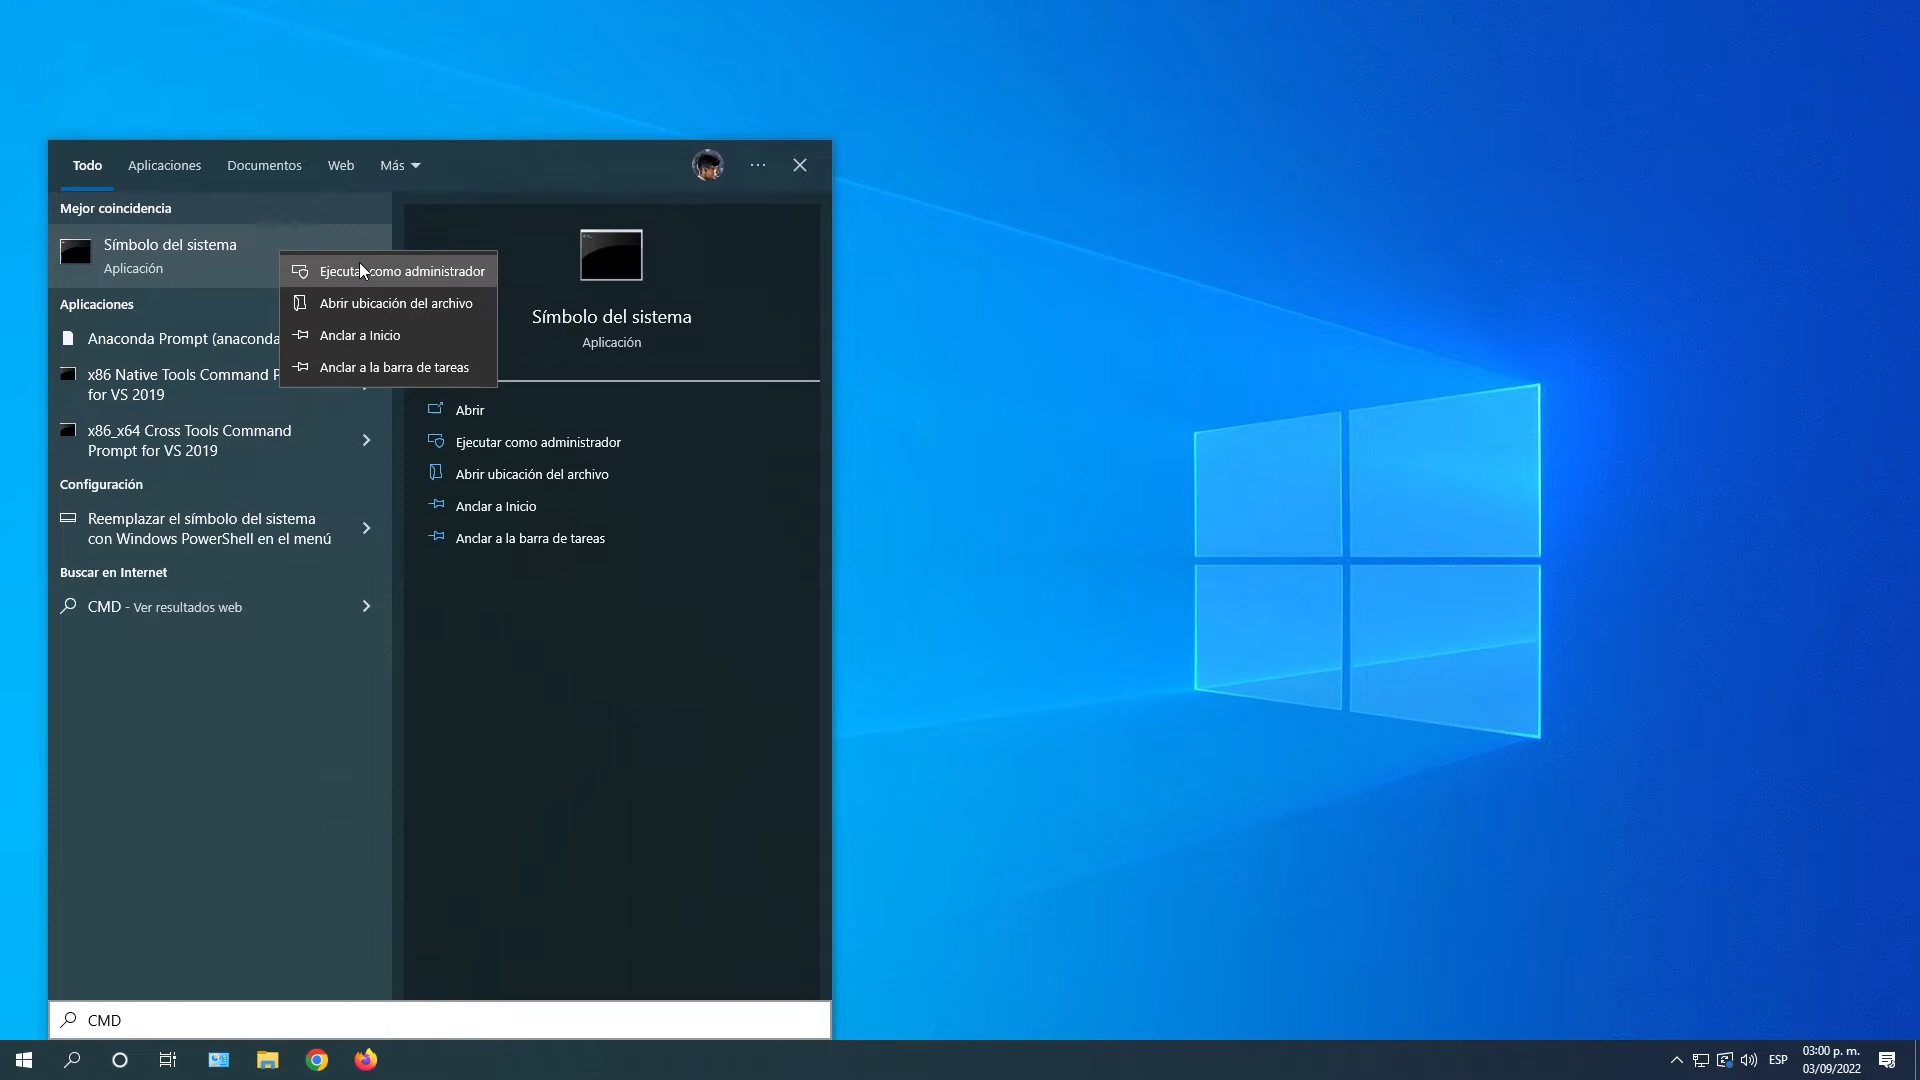 Todo
Aplicaciones
Documentos
Web
Más
Mejor coincidencia
Símbolo del sistema
Aplicación
Aplicaciones
Anaconda Prompt (anaconda
x86 Native Tools Command P
for VS 2019
x86_x64 Cross Tools Command
Prompt for VS 2019
Configuración
Reemplazar el símbolo del sistema
con Windows PowerShell en el menú
Buscar en Internet
CMD - Ver resultados web
Ejecutar como administrador
Abrir ubicación del archivo
Anclar a Inicio
Anclar a la barra de tareas
Símbolo del sistema
Aplicación
Abrir
Ejecutar como administrador
Abrir ubicación del archivo
Anclar a Inicio
Anclar a la barra de tareas
CMD
ESP
03:00 p. m.
03/09/2022